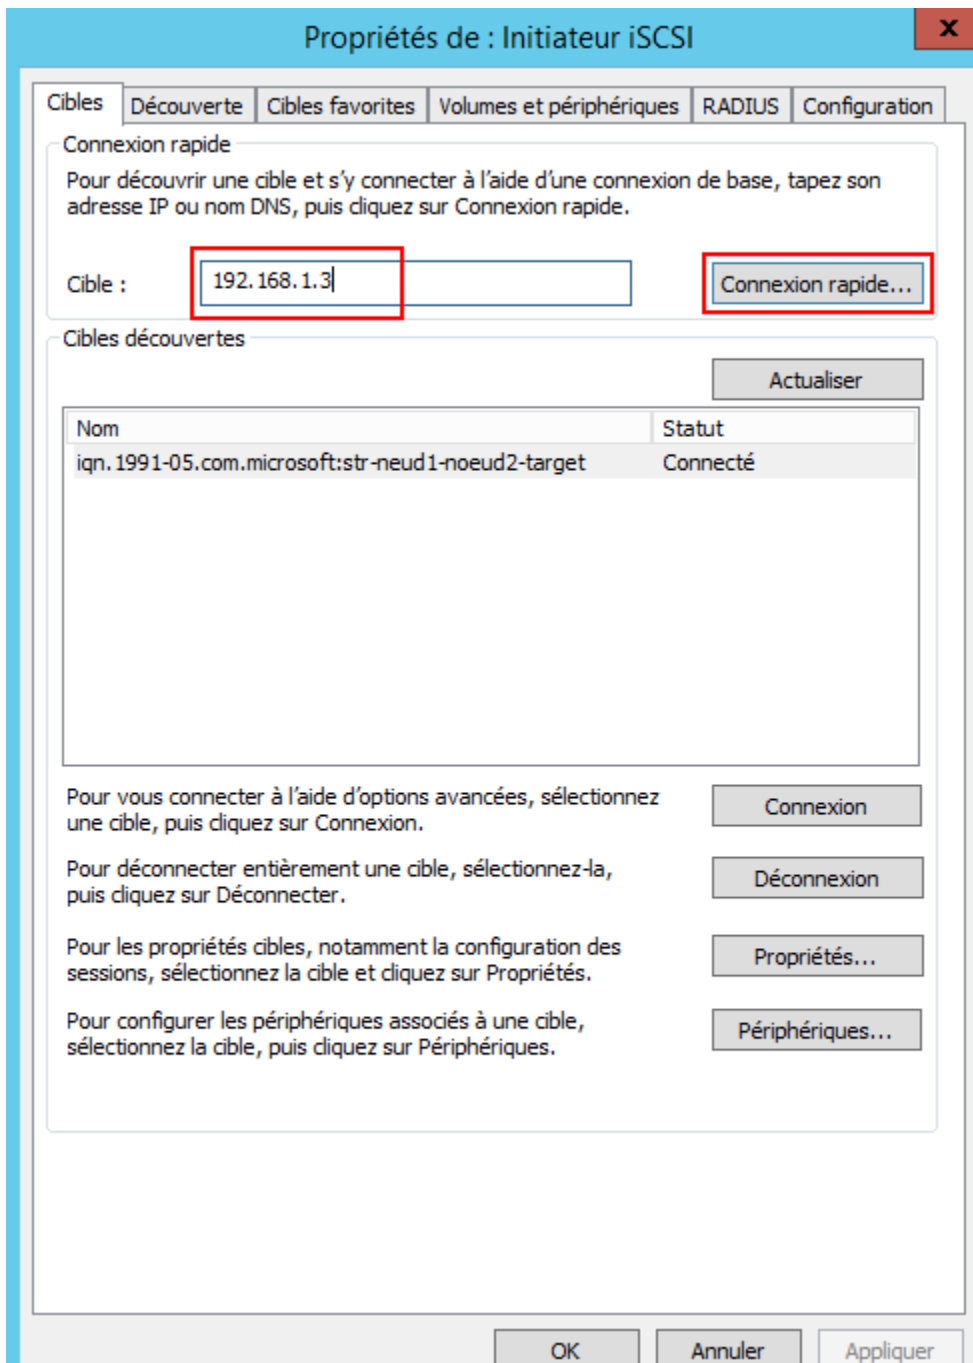 Propriétés de : Initiateur iSCSI
x
Cibles
Découverte
Cibles favorites
Volumes et périphériques
RADIUS
Configuration
Connexion rapide
Pour découvrir une cible et s'y connecter à l'aide d'une connexion de base, tapez son
adresse IP ou nom DNS, puis cliquez sur Connexion rapide.
Cible :
192.168.1.3
Connexion rapide...
Cibles découvertes
Actualiser
Nom
Statut
iqn.1991-05.com.microsoft:str-neud1-noeud2-target
Connecté
Pour vous connecter à l'aide d'options avancées, sélectionnez
une cible, puis cliquez sur Connexion.
Connexion
Pour déconnecter entièrement une cible, sélectionnez-la,
puis cliquez sur Déconnecter.
Déconnexion
Pour les propriétés cibles, notamment la configuration des
sessions, sélectionnez la cible et cliquez sur Propriétés.
Propriétés...
Pour configurer les périphériques associés à une cible,
sélectionnez la cible, puis cliquez sur Périphériques.
Périphériques...
OK
Annuler
Appliquer